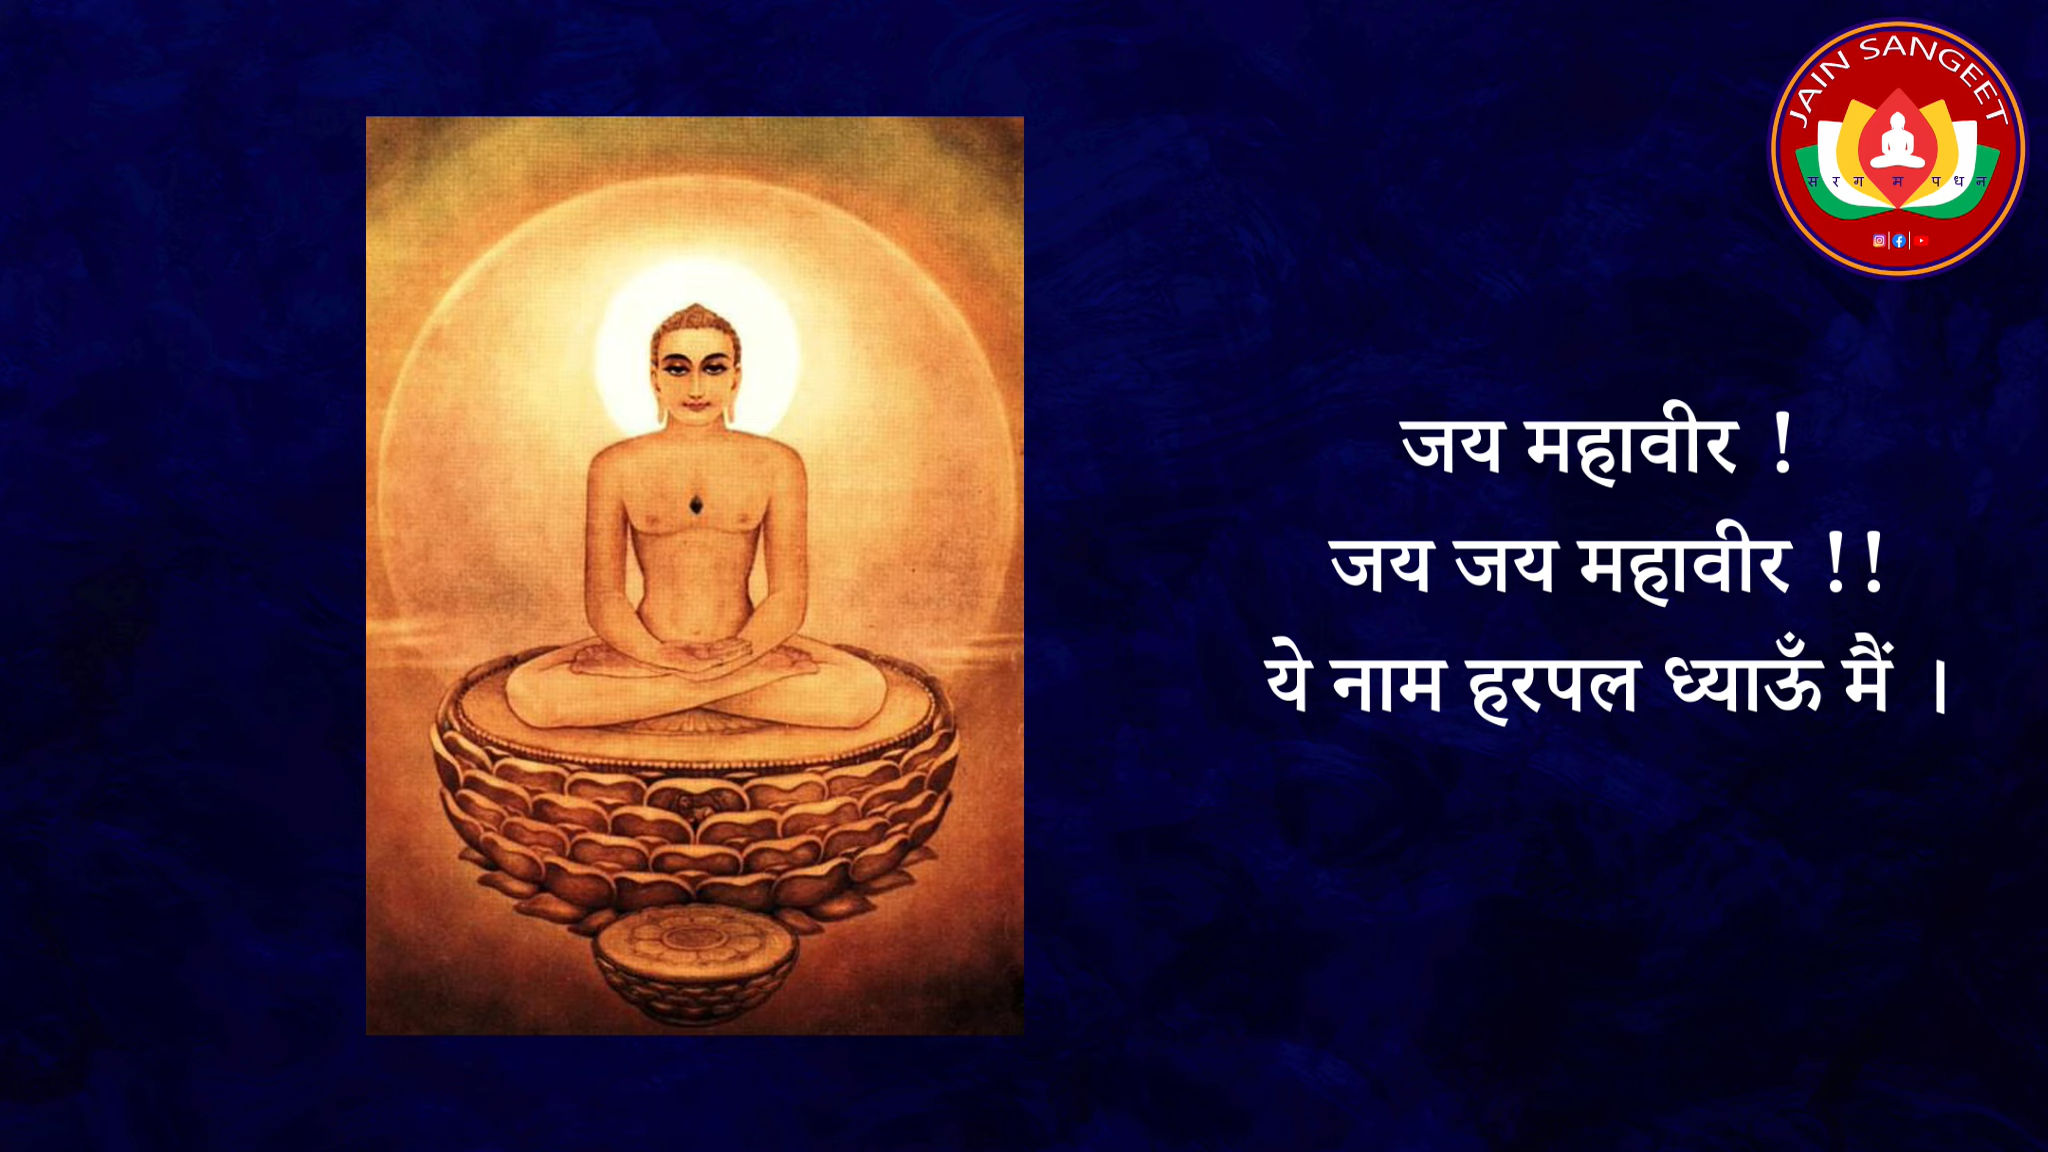 JAIN SANGEET
स र ग म प ध न
जय महावीर !
जय जय महावीर !!
ये नाम हरपल ध्याऊँ मैं ।